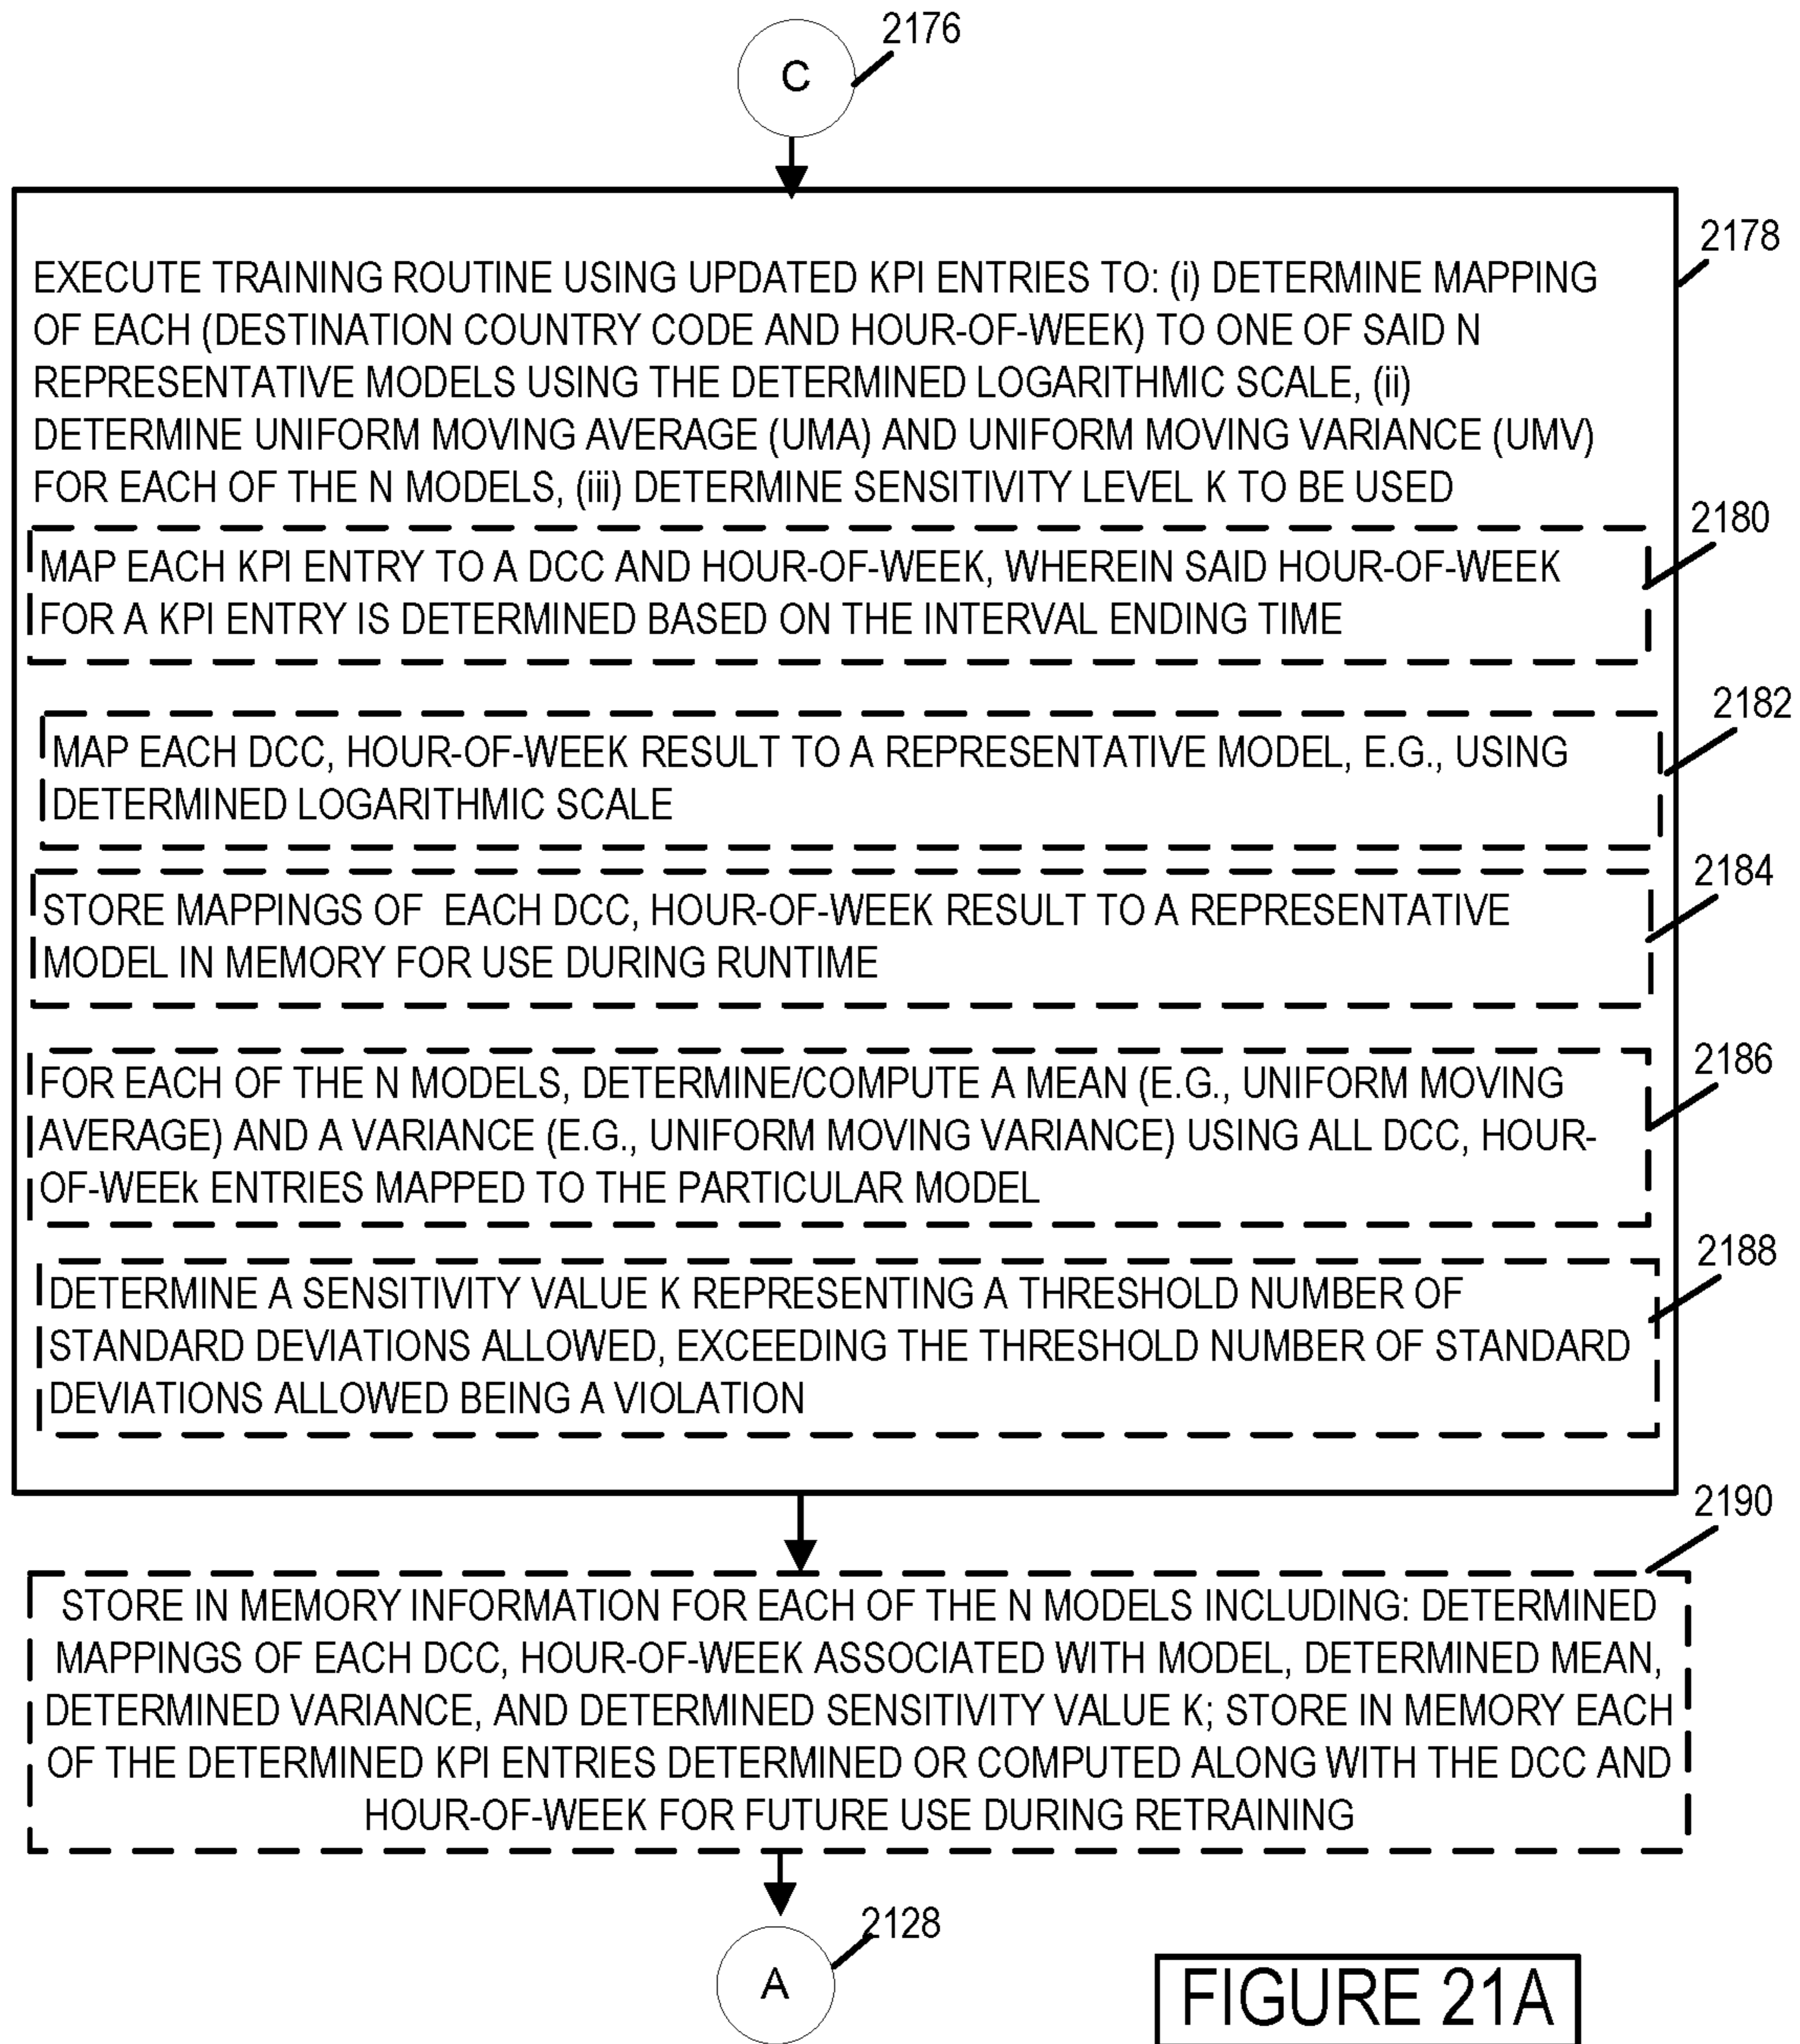 2176
C
2178
EXECUTE TRAINING ROUTINE USING UPDATED KPI ENTRIES TO: (i) DETERMINE MAPPING
OF EACH (DESTINATION COUNTRY CODE AND HOUR-OF-WEEK) TO ONE OF SAID N
REPRESENTATIVE MODELS USING THE DETERMINED LOGARITHMIC SCALE, (ii)
DETERMINE UNIFORM MOVING AVERAGE (UMA) AND UNIFORM MOVING VARIANCE (UMV)
FOR EACH OF THE N MODELS, (iii) DETERMINE SENSITIVITY LEVEL K TO BE USED
2180
MAP EACH KPI ENTRY TO A DCC AND HOUR-OF-WEEK, WHEREIN SAID HOUR-OF-WEEK
FOR A KPI ENTRY IS DETERMINED BASED ON THE INTERVAL ENDING TIME
2182
MAP EACH DCC, HOUR-OF-WEEK RESULT TO A REPRESENTATIVE MODEL, E.G., USING
DETERMINED LOGARITHMIC SCALE
2184
STORE MAPPINGS OF EACH DCC, HOUR-OF-WEEK RESULT TO A REPRESENTATIVE
MODEL IN MEMORY FOR USE DURING RUNTIME
2186
FOR EACH OF THE N MODELS, DETERMINE/COMPUTE A MEAN (E.G., UNIFORM MOVING
AVERAGE) AND A VARIANCE (E.G., UNIFORM MOVING VARIANCE) USING ALL DCC, HOUR-
OF-WEEk ENTRIES MAPPED TO THE PARTICULAR MODEL
2188
DETERMINE A SENSITIVITY VALUE K REPRESENTING A THRESHOLD NUMBER OF
STANDARD DEVIATIONS ALLOWED, EXCEEDING THE THRESHOLD NUMBER OF STANDARD
DEVIATIONS ALLOWED BEING A VIOLATION
2190
STORE IN MEMORY INFORMATION FOR EACH OF THE N MODELS INCLUDING: DETERMINED
MAPPINGS OF EACH DCC, HOUR-OF-WEEK ASSOCIATED WITH MODEL, DETERMINED MEAN,
DETERMINED VARIANCE, AND DETERMINED SENSITIVITY VALUE K; STORE IN MEMORY EACH
OF THE DETERMINED KPI ENTRIES DETERMINED OR COMPUTED ALONG WITH THE DCC AND
HOUR-OF-WEEK FOR FUTURE USE DURING RETRAINING
2128
A
FIGURE 21A